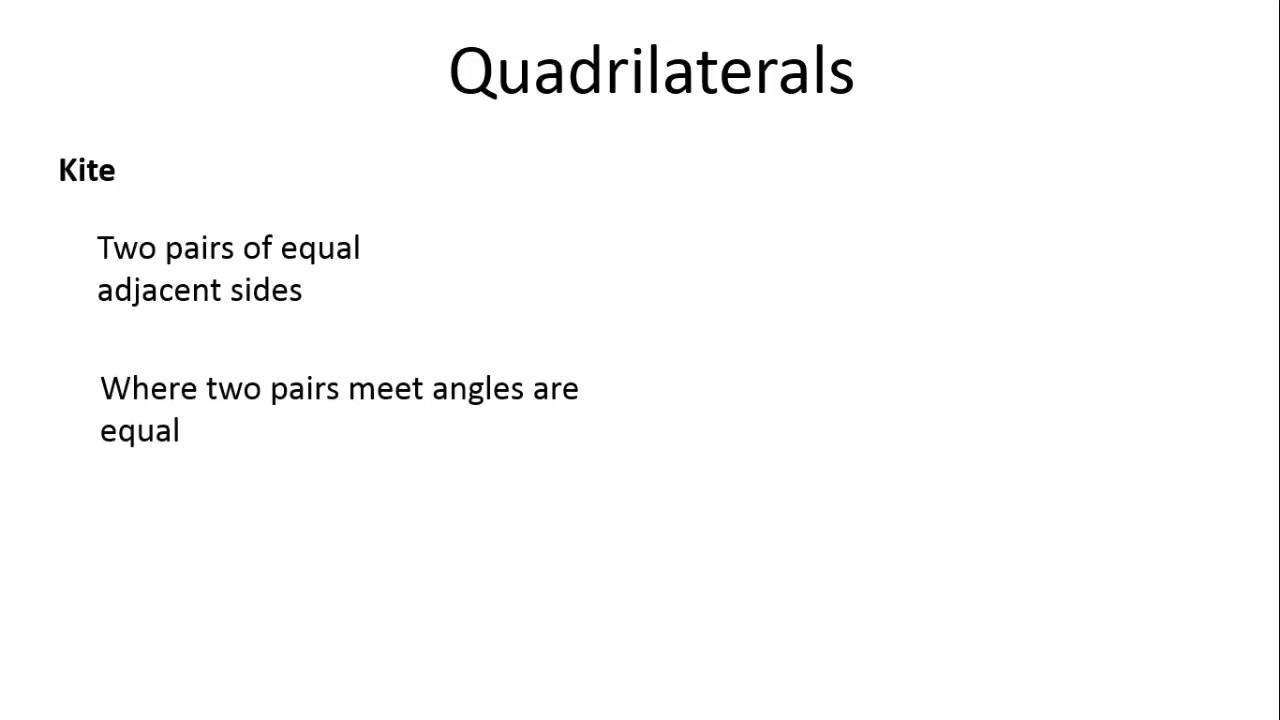 Quadrilaterals
Kite
Two pairs of equal
adjacent sides
Where two pairs meet angles are
equal